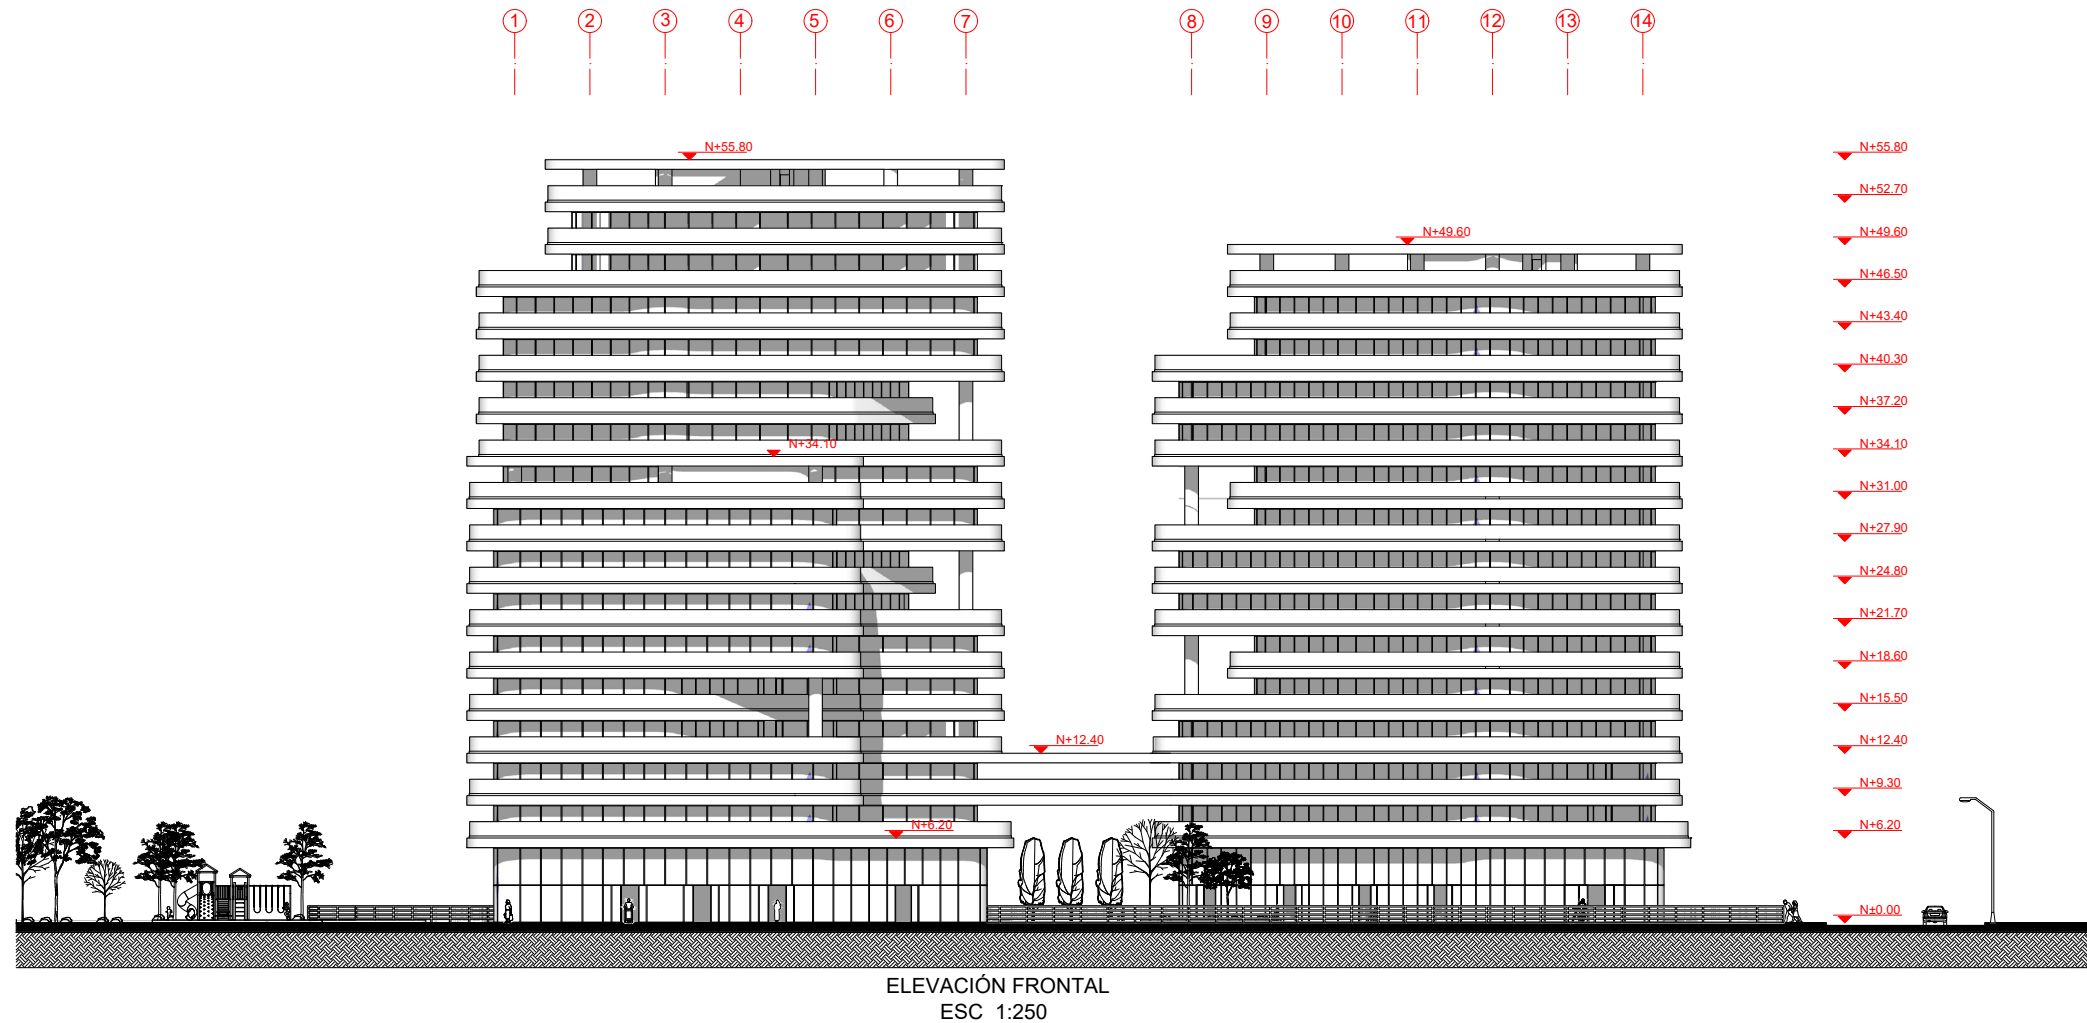 1 2 3 4 5 6 7 8 9 10 11 12 13 14
N+55.80
N+55.80
N+52.70
N+49.60
N+49.60
N+46.50
N+43.40
N+40.30
N+37.20
N+34.10
N+34.10
N+31.00
N+27.90
N+24.80
N+21.70
N+18.60
N+15.50
N+12.40
N+12.40
N+9.30
N+6.20
N+6.20
N±0.00
ELEVACIÓN FRONTAL
ESC 1:250